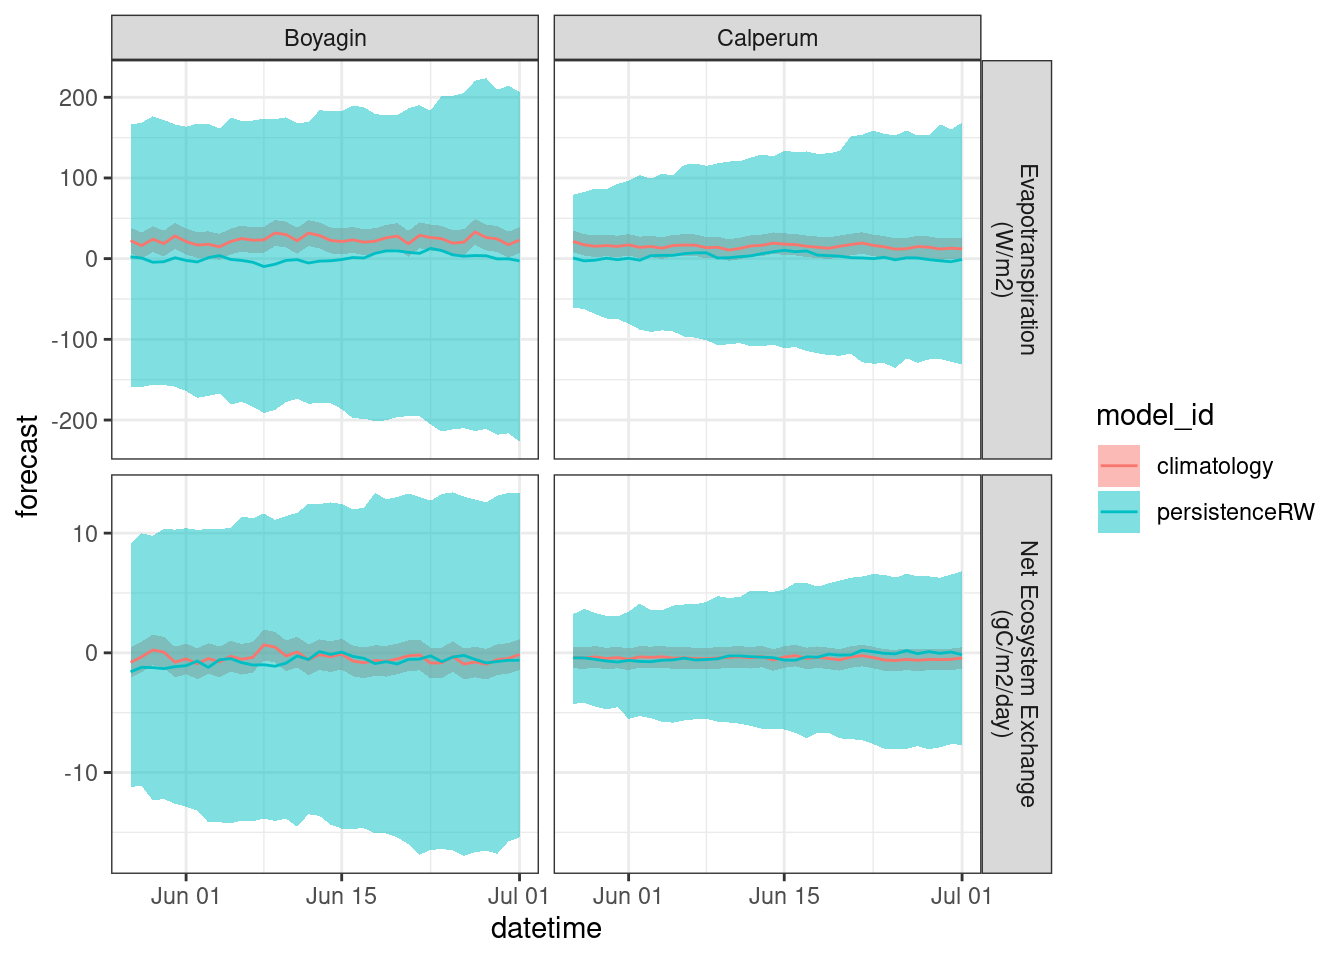 Boyagin
Calperum
200
100
0
-100
-200
Evapotranspiration
(W/m2)
forecast
10
0
-10
Net Ecosystem Exchange
(gC/m2/day)
Jun 01
Jun 15
Jul 01
Jun 01
Jun 15
Jul 01
datetime
model_id
climatology
persistenceRW